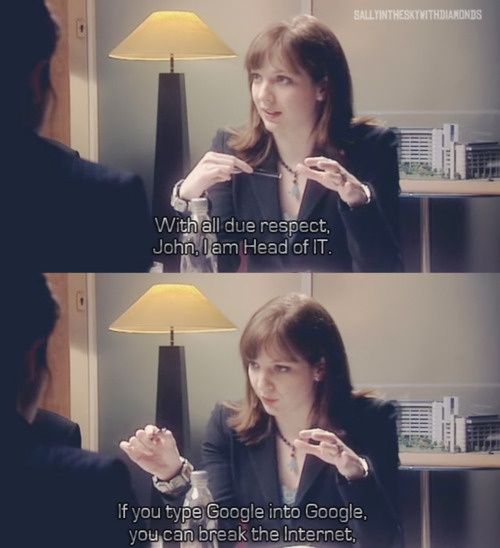 SALLYINTHESKYWITHDIAMONDS
With all due respect,
John, I am Head of IT.
If you type Google into Google,
you can break the Internet,